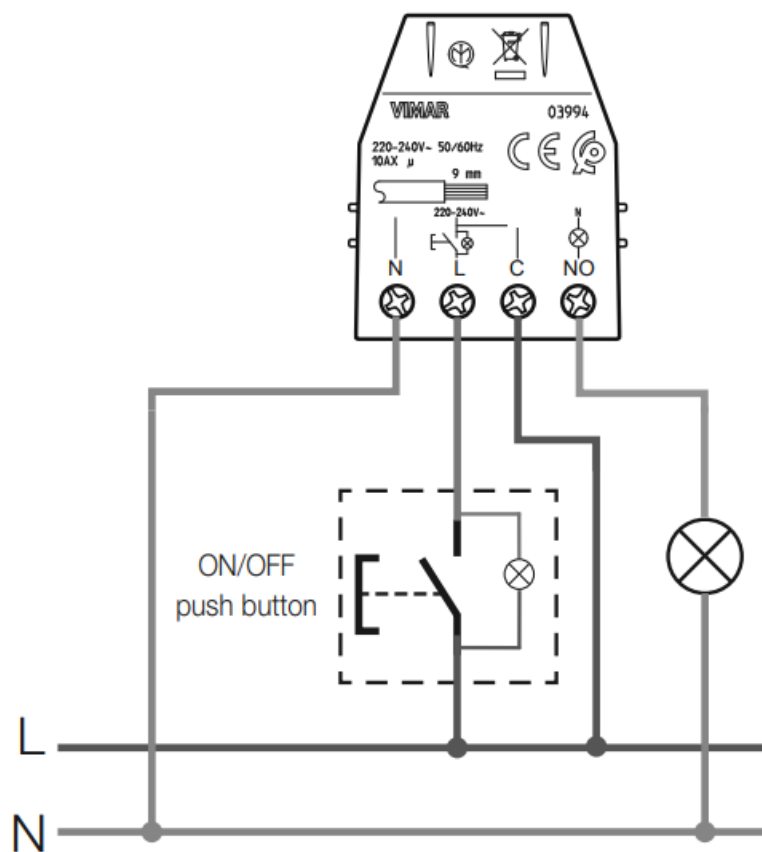 VIMAR 03994
220-240V~ 50/60Hz
10AX µ
9 mm
220-240V~
N
N L C NO
ON/OFF
push button
L
N